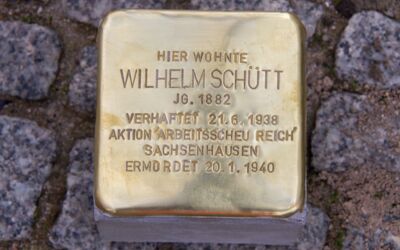 HIER WOHNTE
WILHELM SCHÜTT
JG. 1882
VERHAFTET 21.6.1938
AKTION 'ARBEITSSCHEU REICH'
SACHSENHAUSEN
ERMORDET 20.1.1940